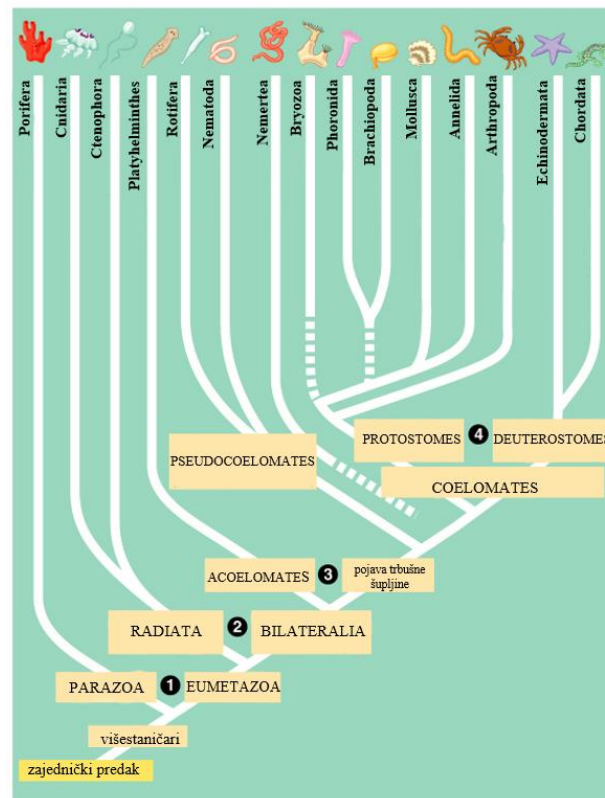 Porifera
Cnidaria
Ctenophora
Platyhelminthes
Rotifera
Nematoda
Nemertea
Bryozoa
Phoronida
Brachiopoda
Mollusca
Annelida
Arthropoda
Echinodermata
Chordata
PROTOSTOMES 4 DEUTEROSTOMES
PSEUDOCOELOMATES
COELOMATES
ACOELOMATES 3 pojava trbušne
šupljine
RADIATA 2 BILATERALIA
PARAZOA 1 EUMETAZOA
višestaničari
zajednički predak